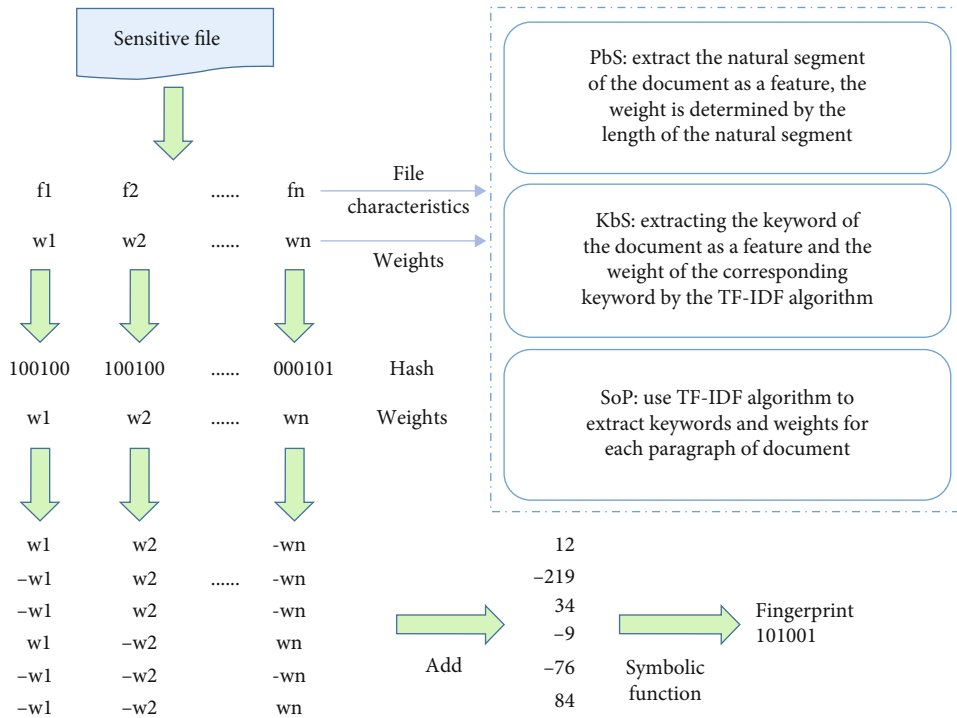 Sensitive file
f1 f2 ...... fn
File
characteristics
w1 w2 ...... wn
Weights
PbS: extract the natural segment
of the document as a feature, the
weight is determined by the
length of the natural segment
KbS: extracting the keyword of
the document as a feature and the
weight of the corresponding
keyword by the TF-IDF algorithm
SoP: use TF-IDF algorithm to
extract keywords and weights for
each paragraph of document
100100 100100 ...... 000101 Hash
w1 w2 ...... wn Weights
w1 w2 -wn
–w1 w2 ...... -wn
–w1 w2 -wn
w1 –w2 wn
–w1 –w2 -wn
–w1 –w2 wn
Add
12
–219
34
–9
–76
84
Symbolic
function
Fingerprint
101001